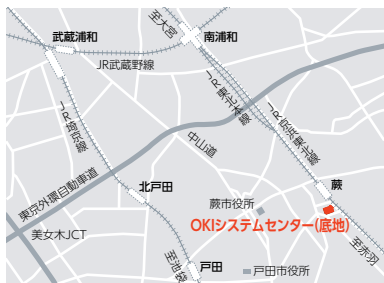 至大宮
武蔵浦和
南浦和
JR武蔵野線
JR埼京線
JR東北本線
JR京浜東北線
中山道
東京外環自動車道
北戸田
蕨市役所
蕨
OKIシステムセンター(底地)
美女木JCT
至池袋
戸田
戸田市役所
至赤羽